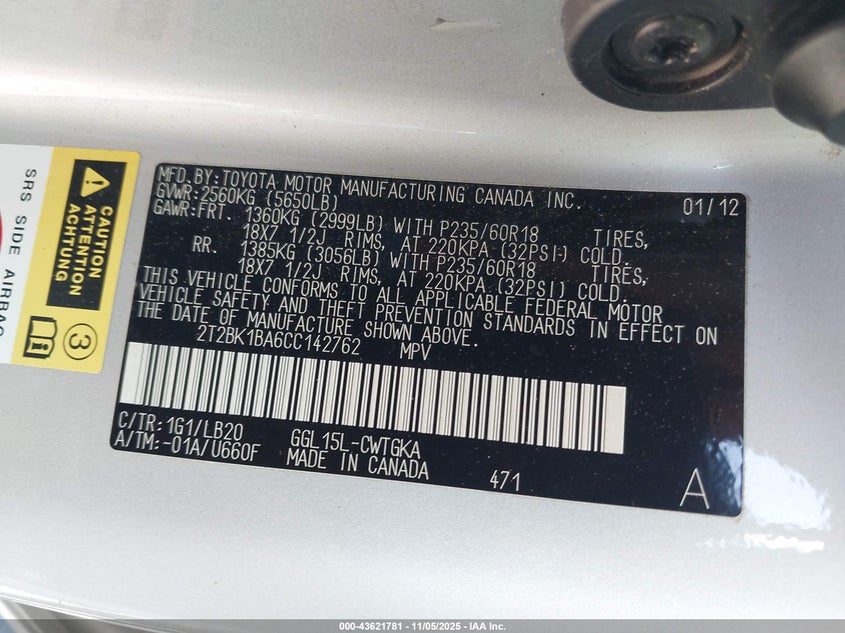 MFD.BY:TOYOTA MOTOR MANUFACTURING CANADA INC. 01/12
GVWR:2560KG (5650LB)
GAWR:FRT. 1360KG (2999LB) WITH P235/60R18 TIRES,
18X7 1/2J RIMS, AT 220KPA (32PSI) COLD.
RR. 1385KG (3056LB) WITH P235/60R18 TIRES,
18X7 1/2J RIMS, AT 220KPA (32PSI) COLD.
THIS VEHICLE CONFORMS TO ALL APPLICABLE FEDERAL MOTOR
VEHICLE SAFETY AND THEFT PREVENTION STANDARDS IN EFFECT ON
THE DATE OF MANUFACTURE SHOWN ABOVE.
2T2BK1BA6CC142762 MPV
C/TR:1G1/LB20 GGL15L-CWTGKA
A/TM:-01A/U660F MADE IN CANADA 471 A
SRS SIDE AIRBAG
CAUTION
ATTENTION
ACHTUNG
i
3
000-43621781 - 11/05/2025 - IAA Inc.